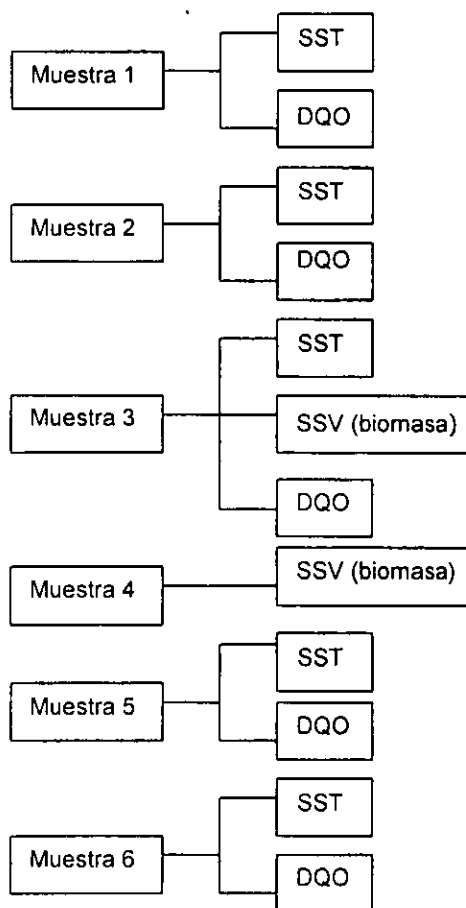 Muestra 1
SST
DQO
Muestra 2
SST
DQO
Muestra 3
SST
SSV (biomasa)
DQO
Muestra 4
SSV (biomasa)
Muestra 5
SST
DQO
Muestra 6
SST
DQO